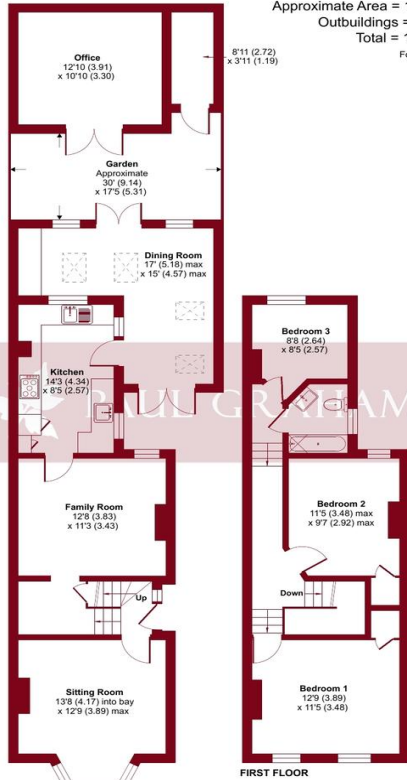 Approximate Area = 1
Outbuildings =
Total = 1
Fo
Office
12'10 (3.91)
x 10'10 (3.30)
8'11 (2.72)
x 3'11 (1.19)
Garden
Approximate
30' (9.14)
x 17'5 (5.31)
Dining Room
17' (5.18) max
x 15' (4.57) max
Kitchen
14'3 (4.34)
x 8'5 (2.57)
Bedroom 3
8'8 (2.64)
x 8'5 (2.57)
PAUL GRAHAM
Family Room
12'8 (3.83)
x 11'3 (3.43)
Bedroom 2
11'5 (3.48) max
x 9'7 (2.92) max
Up
Down
Sitting Room
13'8 (4.17) into bay
x 12'9 (3.89) max
Bedroom 1
12'9 (3.89)
x 11'5 (3.48)
FIRST FLOOR